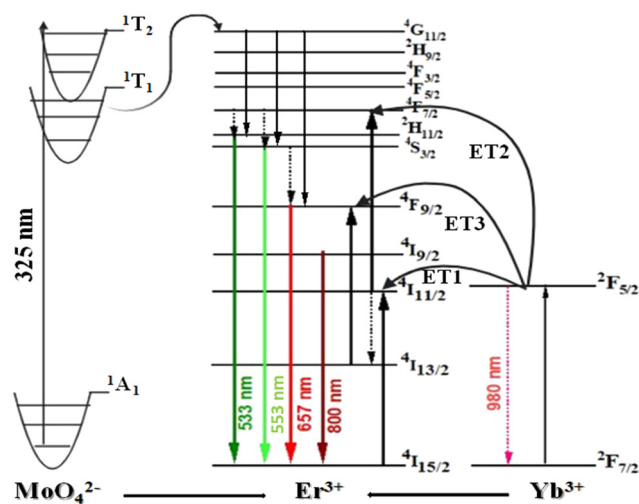 ¹T₂
¹T₁
325 nm
¹A₁
MoO₄²⁻
⁴G₁₁/₂
²H₉/₂
⁴F₃/₂
⁴F₅/₂
⁴F₇/₂
²H₁₁/₂
⁴S₃/₂
⁴F₉/₂
⁴I₉/₂
⁴I₁₁/₂
⁴I₁₃/₂
⁴I₁₅/₂
533 nm
553 nm
657 nm
800 nm
Er³⁺
ET2
ET3
ET1
²F₅/₂
980 nm
²F₇/₂
Yb³⁺